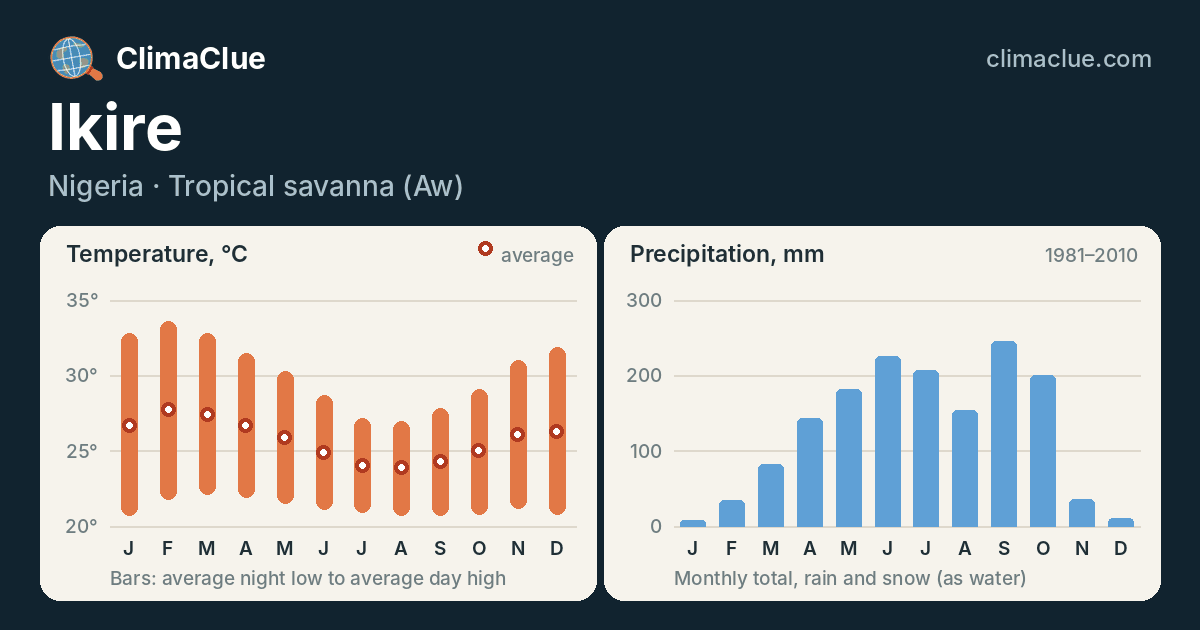 ClimaClue
climaclue.com
Ikire
Nigeria · Tropical savanna (Aw)
Temperature, °C
average
35°
30°
25°
20°
J F M A M J J A S O N D
Bars: average night low to average day high
Precipitation, mm
1981–2010
300
200
100
0
J F M A M J J A S O N D
Monthly total, rain and snow (as water)